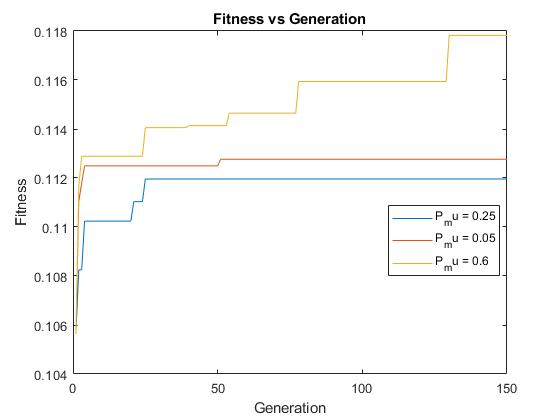 Fitness vs Generation
0.118
0.116
0.114
0.112
0.11
0.108
0.106
0.104
Fitness
P_mu = 0.25
P_mu = 0.05
P_mu = 0.6
0 50 100 150
Generation